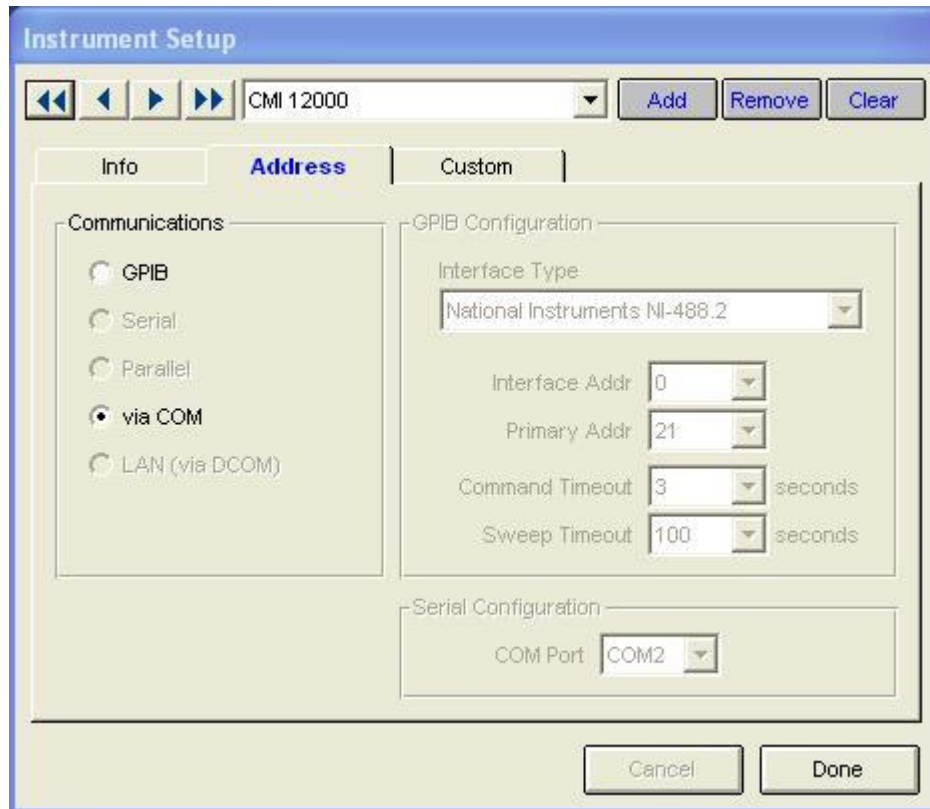 Instrument Setup
CMI 12000 Add Remove Clear
Info Address Custom
Communications
GPIB
Serial
Parallel
via COM
LAN (via DCOM)
GPIB Configuration
Interface Type
National Instruments NI-488.2
Interface Addr 0
Primary Addr 21
Command Timeout 3 seconds
Sweep Timeout 100 seconds
Serial Configuration
COM Port COM2
Cancel Done